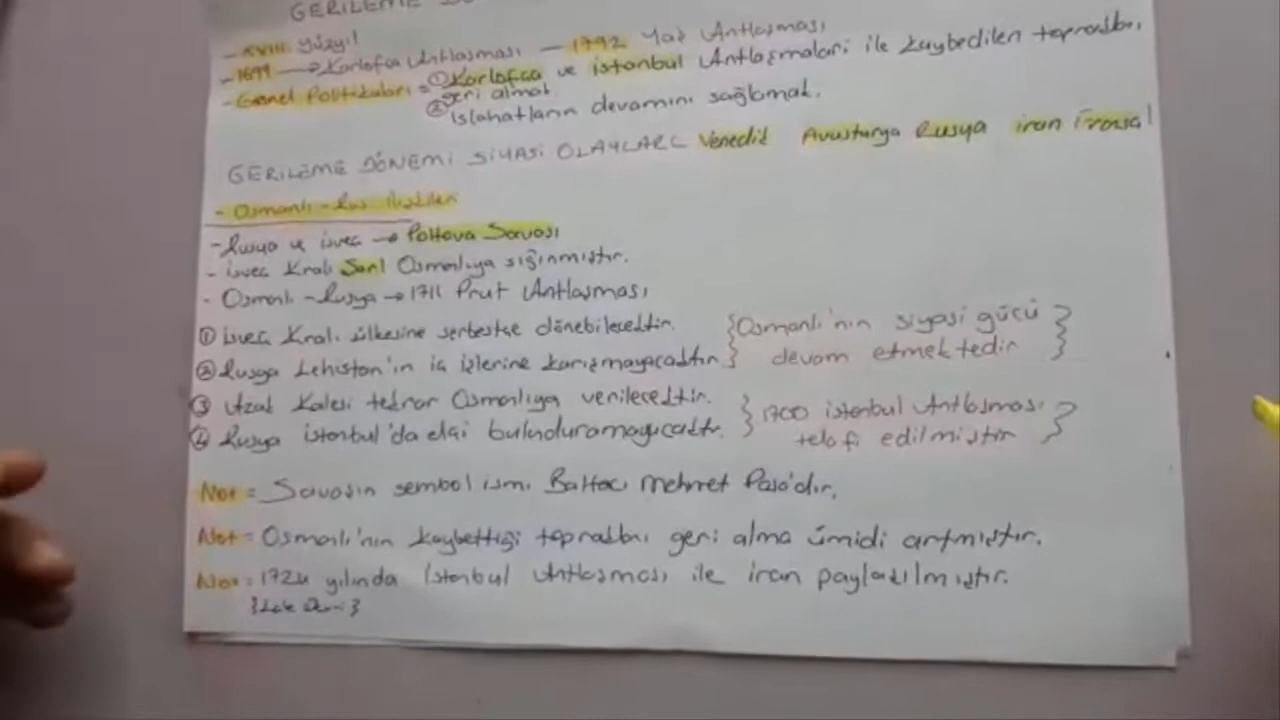 GERİLEME
- XVIII. Yüzyıl
- 1699 → Karlofça Antlaşması - 1792 Yaş Antlaşması
- Genel Politikaları = ① Karlofça ve İstanbul Antlaşmaları ile kaybedilen toprakları
geri almak.
② Islahatların devamını sağlamak.
GERİLEME DÖNEMİ SİYASİ OLAYLARI Venedik Avusturya Rusya İran Fransa
- Osmanlı - Rus İlişkileri
- Rusya ve İsveç → Poltova Savaşı
- İsveç Kralı Şarl Osmanlıya sığınmıştır.
- Osmanlı - Rusya → 1711 Prut Antlaşması
① İsveç Kralı ülkesine serbestçe dönebilecektir. } Osmanlı'nın siyasi gücü }
② Rusya Lehistan'ın iç işlerine karışmayacaktır } devam etmektedir }
③ Azak Kalesi tekrar Osmanlıya verilecektir. } 1700 İstanbul Antlaşması }
④ Rusya İstanbul'da elçi bulunduramayacaktır. } telafi edilmiştir }
Not = Savaşın sembol ismi Baltacı Mehmet Paşa'dır.
Not = Osmanlı'nın kaybettiği toprakları geri alma ümidi artmıştır.
Not = 1724 yılında İstanbul Antlaşması ile İran paylaşılmıştır.
{Lale Devri}